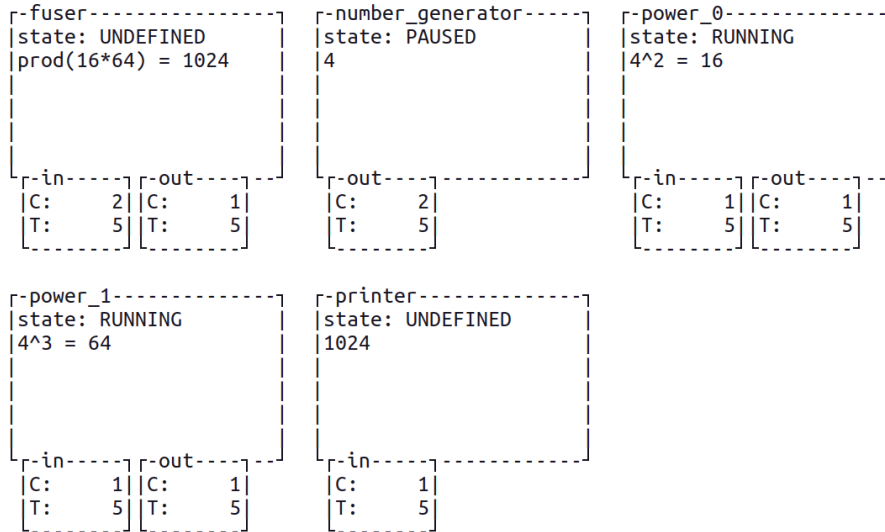 fuser
state: UNDEFINED
prod(16*64) = 1024
in out
C: 2 C: 1
T: 5 T: 5
number_generator
state: PAUSED
4
out
C: 2
T: 5
power_0
state: RUNNING
4^2 = 16
in out
C: 1 C: 1
T: 5 T: 5
power_1
state: RUNNING
4^3 = 64
in out
C: 1 C: 1
T: 5 T: 5
printer
state: UNDEFINED
1024
in
C: 1
T: 5